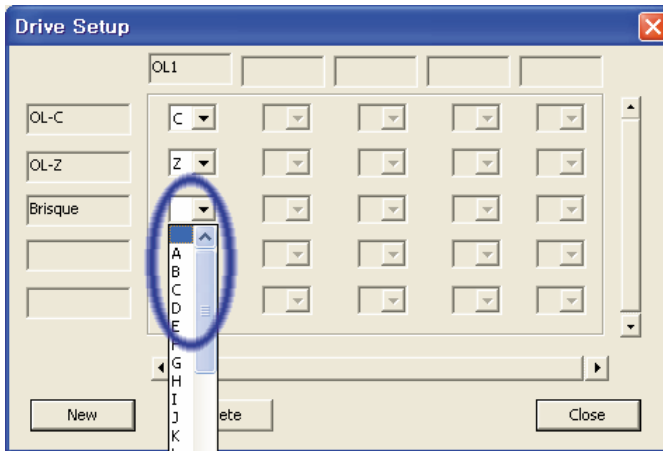 Drive Setup
OL1
OL-C C
OL-Z Z
Brisque
A
B
C
D
E
F
G
H
I
J
K
New ete Close